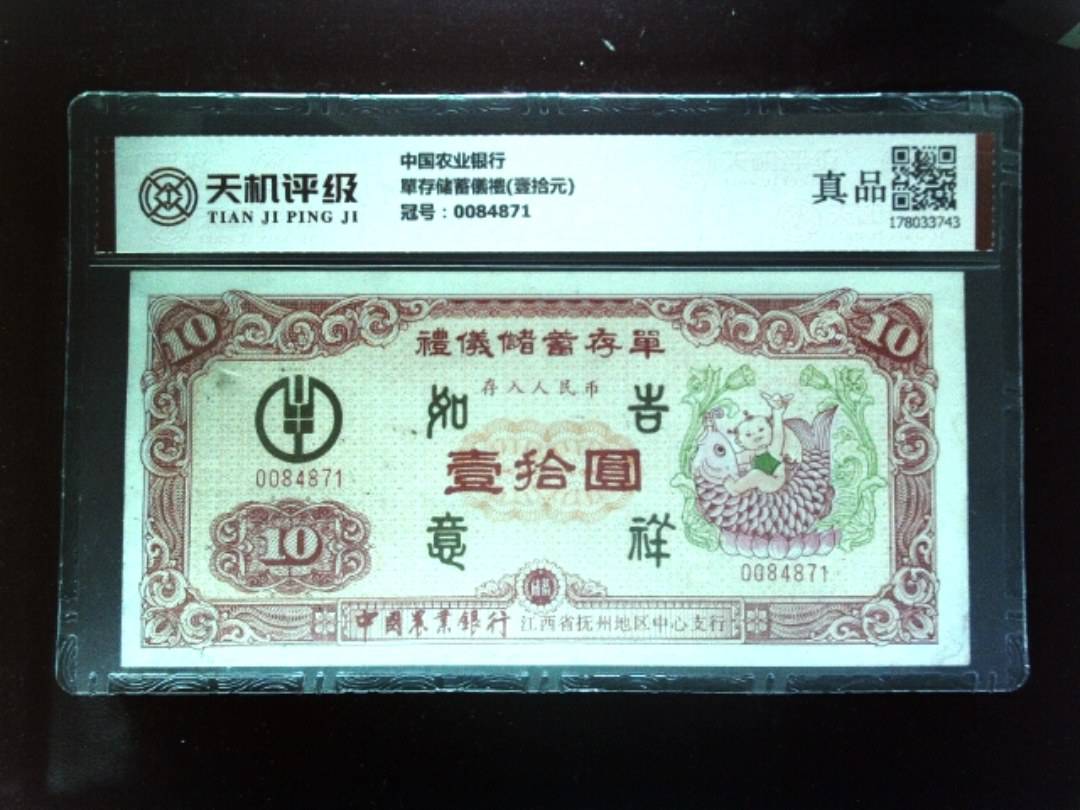 天机评级
TIAN JI PING JI
中国农业银行
單存储蓄儀禮(壹拾元)
冠号：0084871
真品
178033743
10
10
禮儀儲蓄存單
存入人民币
如
吉
0084871
壹拾圓
10
意
祥
0084871
中國農業銀行 江西省抚州地区中心支行